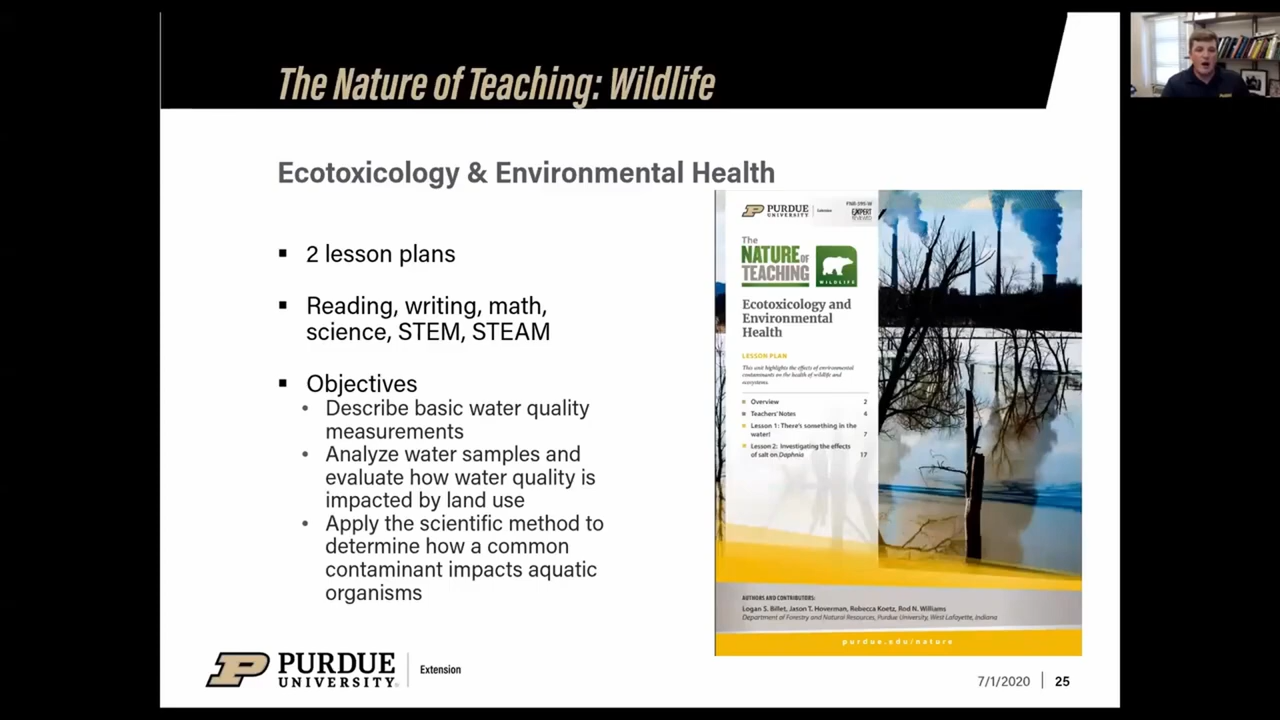 The Nature of Teaching: Wildlife
Ecotoxicology & Environmental Health
▪ 2 lesson plans
▪ Reading, writing, math,
science, STEM, STEAM
▪ Objectives
• Describe basic water quality
measurements
• Analyze water samples and
evaluate how water quality is
impacted by land use
• Apply the scientific method to
determine how a common
contaminant impacts aquatic
organisms
PURDUE
UNIVERSITY
Extension
FNR-595-W
EXPERT
REVIEWED
The
NATURE OF
TEACHING
WILDLIFE
Ecotoxicology and
Environmental
Health
LESSON PLAN
This unit highlights the effects of environmental
contaminants on the health of wildlife and
ecosystems.
Overview 2
Teachers' Notes 4
Lesson 1: There's something in the
water! 7
Lesson 2: Investigating the effects
of salt on Daphnia 17
AUTHORS AND CONTRIBUTORS:
Logan S. Billet, Jason T. Hoverman, Rebecca Koetz, Rod N. Williams
Department of Forestry and Natural Resources, Purdue University, West Lafayette, Indiana
purdue.edu/nature
PURDUE
UNIVERSITY
Extension
7/1/2020 | 25